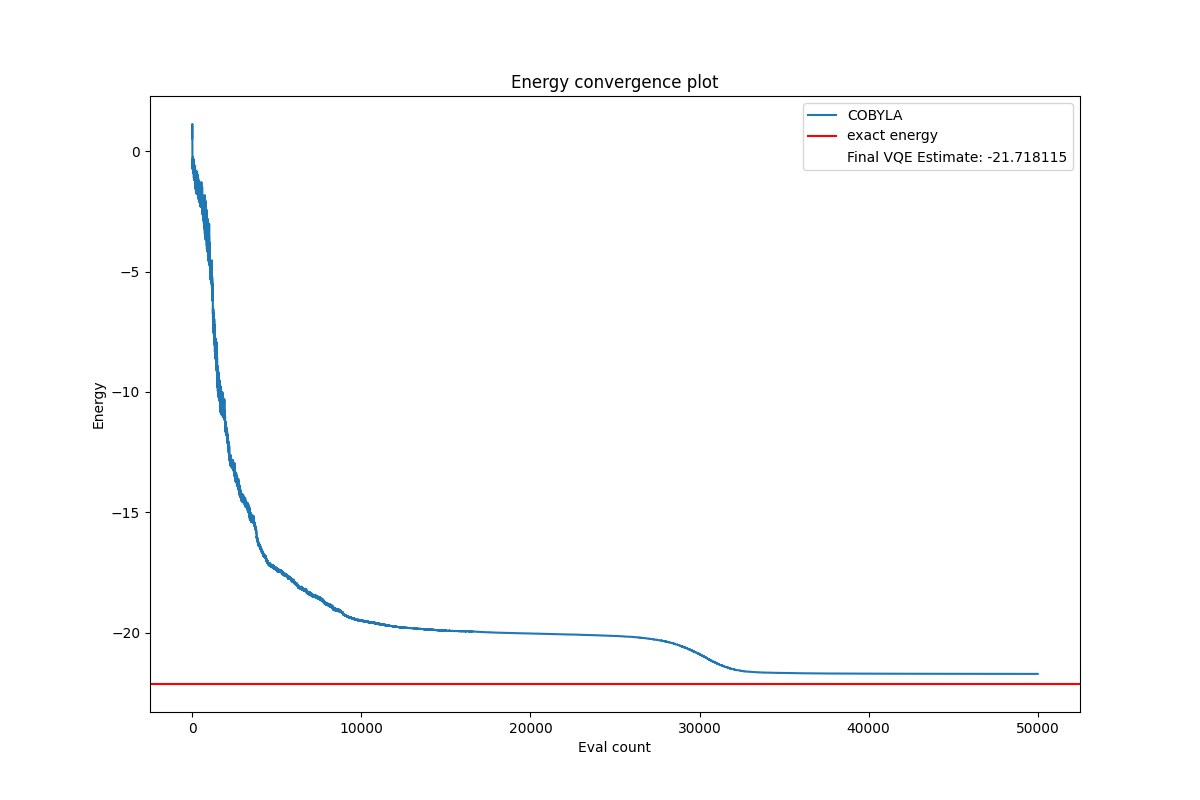 Energy convergence plot
COBYLA
exact energy
Final VQE Estimate: -21.718115
0
−5
−10
−15
−20
Energy
0
10000
20000
30000
40000
50000
Eval count